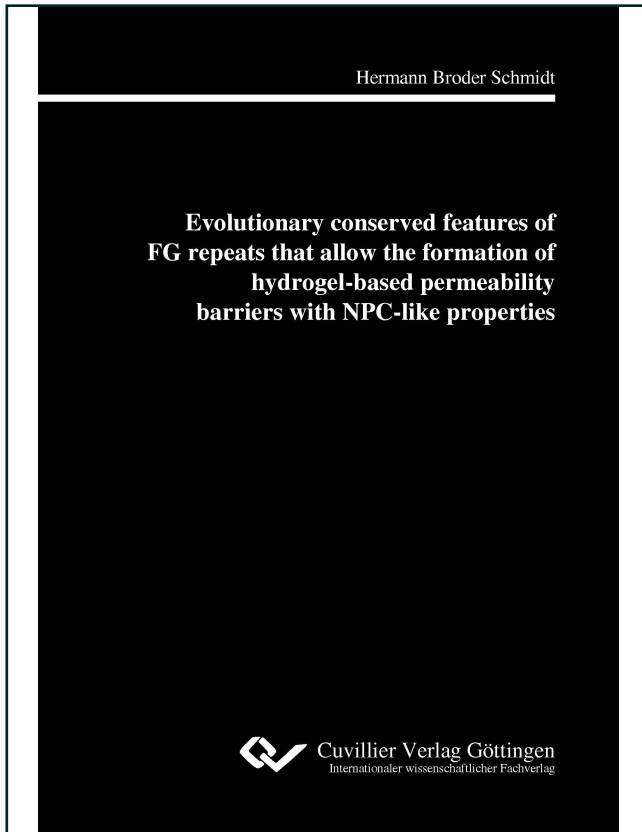 Hermann Broder Schmidt
Evolutionary conserved features of
FG repeats that allow the formation of
hydrogel-based permeability
barriers with NPC-like properties
Cuvillier Verlag Göttingen
Internationaler wissenschaftlicher Fachverlag